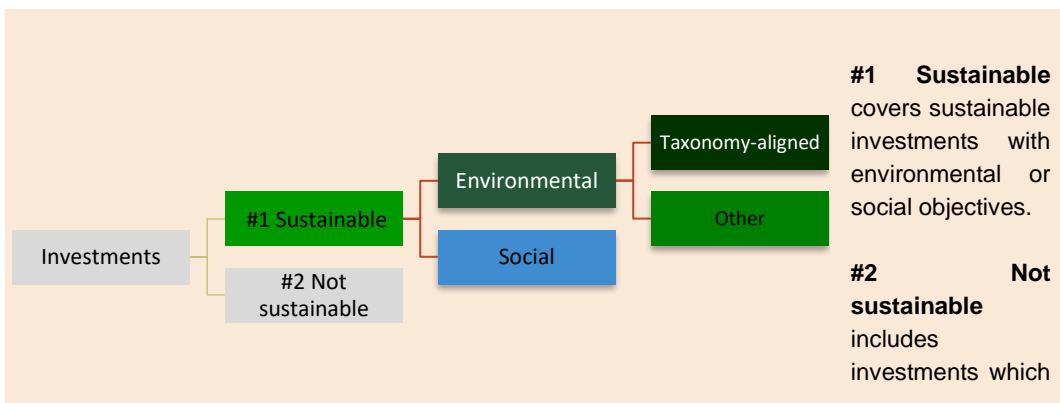 Investments
#1 Sustainable
#2 Not
sustainable
Environmental
Social
Taxonomy-aligned
Other
#1 Sustainable
covers sustainable
investments with
environmental or
social objectives.
#2 Not
sustainable
includes
investments which